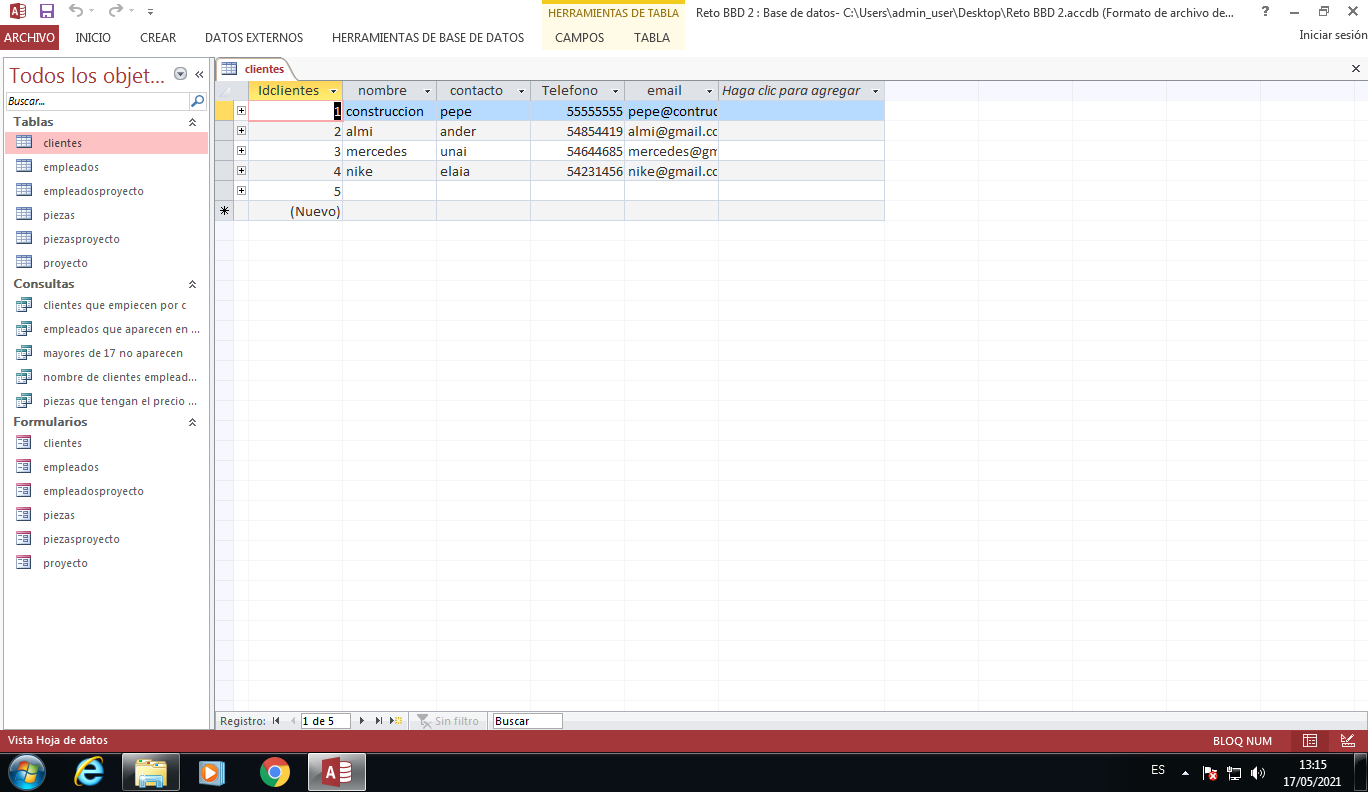 HERRAMIENTAS DE TABLA Reto BBD 2 : Base de datos- C:\Users\admin_user\Desktop\Reto BBD 2.accdb (Formato de archivo de... ?
ARCHIVO INICIO CREAR DATOS EXTERNOS HERRAMIENTAS DE BASE DE DATOS CAMPOS TABLA Iniciar sesión
Todos los objet... «
Buscar...
Tablas
clientes
empleados
empleadosproyecto
piezas
piezasproyecto
proyecto
Consultas
clientes que empiecen por c
empleados que aparecen en ...
mayores de 17 no aparecen
nombre de clientes emplead...
piezas que tengan el precio ...
Formularios
clientes
empleados
empleadosproyecto
piezas
piezasproyecto
proyecto
clientes
Idclientes nombre contacto Telefono email Haga clic para agregar
1 construccion pepe 55555555 pepe@contruc
2 almi ander 54854419 almi@gmail.cc
3 mercedes unai 54644685 mercedes@gm
4 nike elaia 54231456 nike@gmail.cc
5
(Nuevo)
Registro: 1 de 5 Sin filtro Buscar
Vista Hoja de datos BLOQ NUM
ES 13:15
17/05/2021